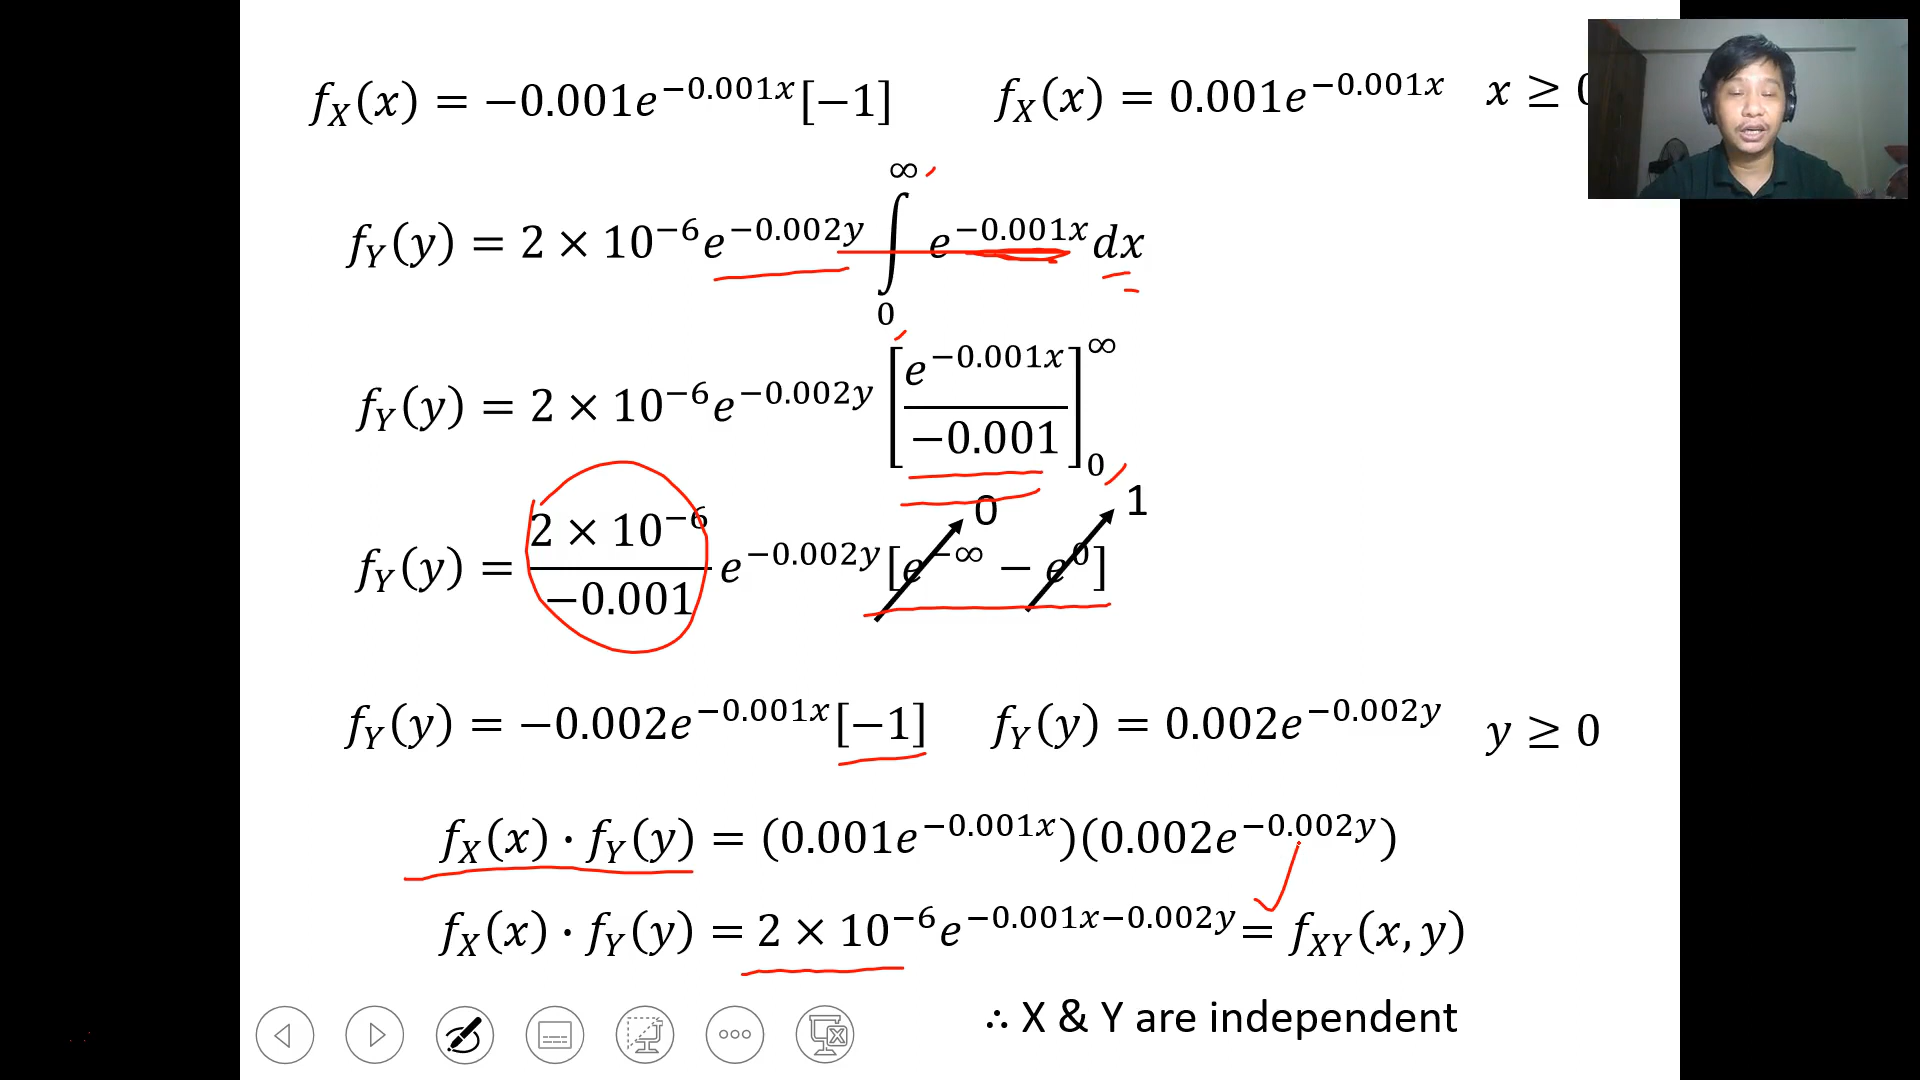 f_X(x) = −0.001e^{−0.001x}[−1]    f_X(x) = 0.001e^{−0.001x}    x ≥ 0
f_Y(y) = 2 × 10^{−6}e^{−0.002y} ∫_0^∞ e^{−0.001x}dx
f_Y(y) = 2 × 10^{−6}e^{−0.002y} [e^{−0.001x} / −0.001]_0^∞
0 1
f_Y(y) = (2 × 10^{−6} / −0.001) e^{−0.002y}[e^{−∞} − e^0]
f_Y(y) = −0.002e^{−0.001x}[−1]    f_Y(y) = 0.002e^{−0.002y}    y ≥ 0
f_X(x) · f_Y(y) = (0.001e^{−0.001x})(0.002e^{−0.002y})
f_X(x) · f_Y(y) = 2 × 10^{−6}e^{−0.001x−0.002y} = f_{XY}(x, y)
∴ X & Y are independent